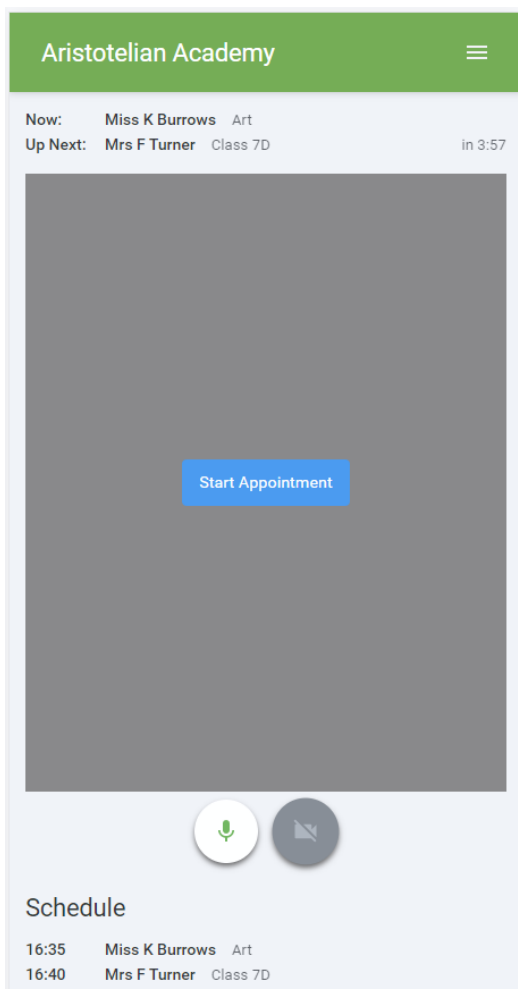 Aristotelian Academy
Now: Miss K Burrows Art
Up Next: Mrs F Turner Class 7D in 3:57
Start Appointment
Schedule
16:35 Miss K Burrows Art
16:40 Mrs F Turner Class 7D